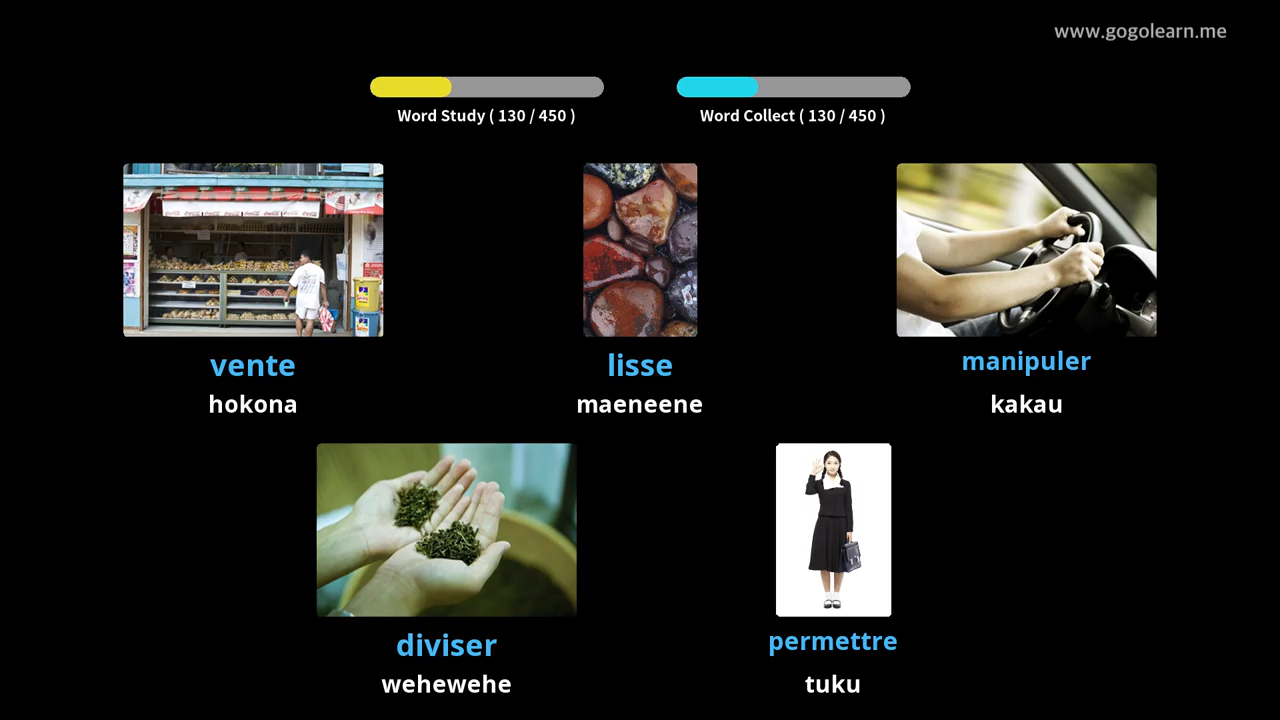 www.gogolearn.me
Word Study ( 130 / 450 )
Word Collect ( 130 / 450 )
vente
hokona
lisse
maeneene
manipuler
kakau
diviser
wehewehe
permettre
tuku